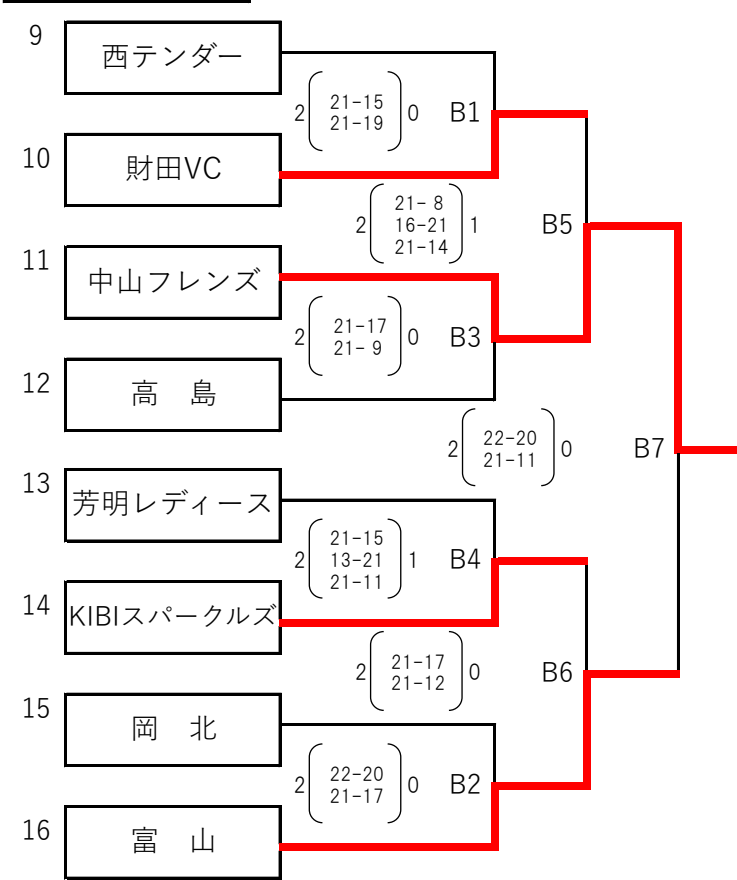 9
西テンダー
2 21-15 0 B1
21-19
10
財田VC
21- 8
2 16-21 1 B5
21-14
11
中山フレンズ
2 21-17 0 B3
21- 9
12
高 島
2 22-20 0 B7
21-11
13
芳明レディース
21-15
2 13-21 1 B4
21-11
14
KIBIスパークルズ
2 21-17 0 B6
21-12
15
岡 北
2 22-20 0 B2
21-17
16
富 山